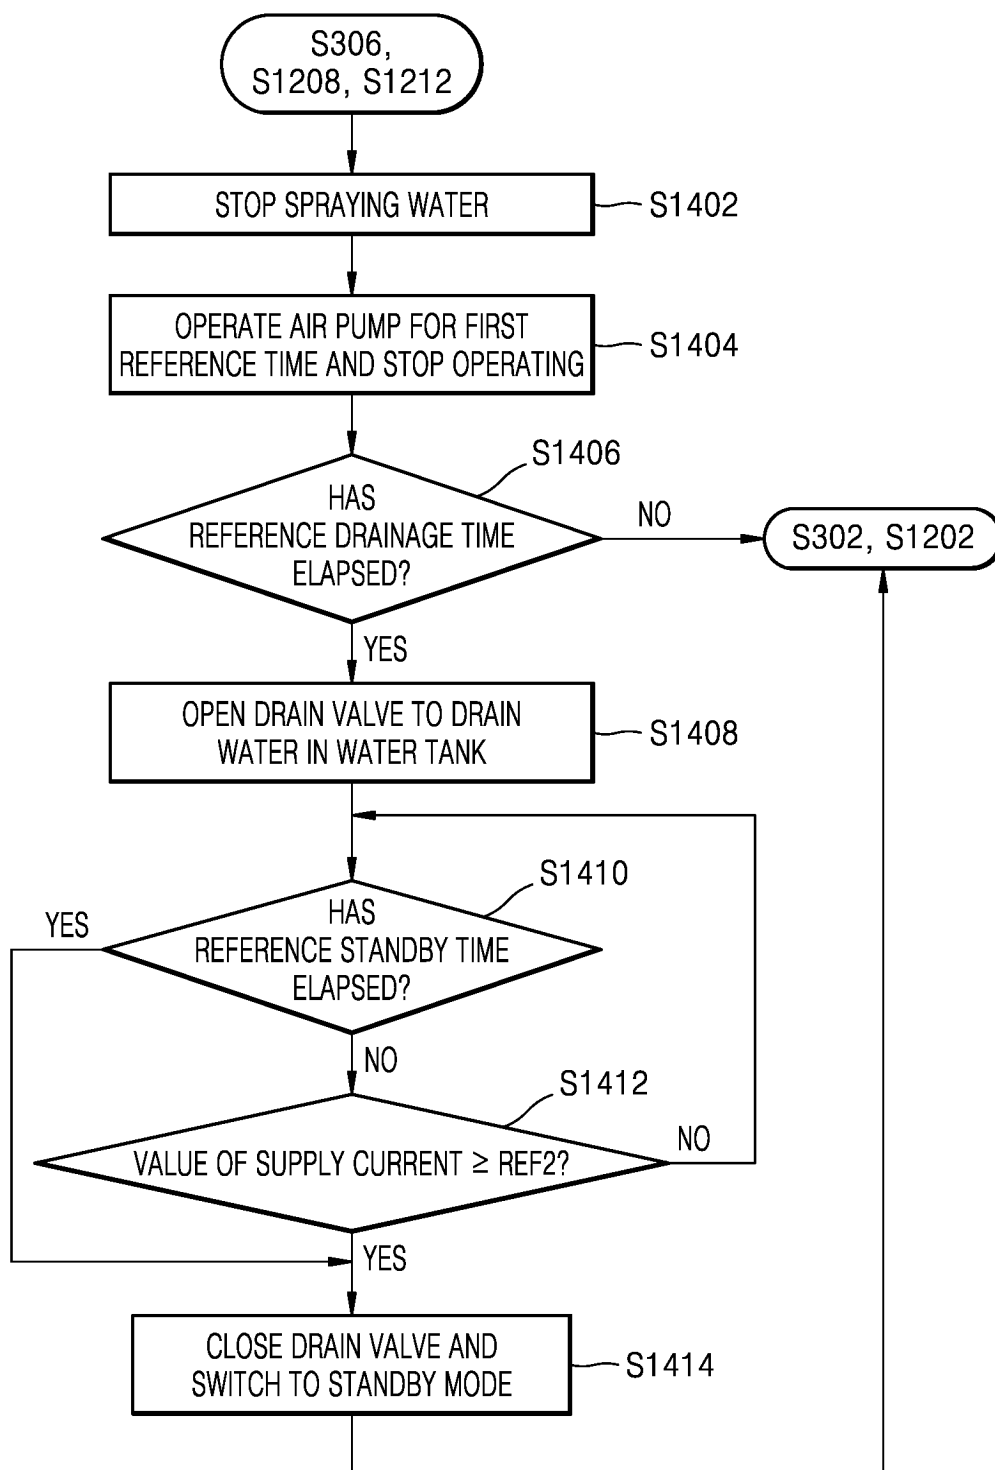 S306,
S1208, S1212
STOP SPRAYING WATER
S1402
OPERATE AIR PUMP FOR FIRST
REFERENCE TIME AND STOP OPERATING
S1404
S1406
HAS
REFERENCE DRAINAGE TIME
ELAPSED?
NO
S302, S1202
YES
OPEN DRAIN VALVE TO DRAIN
WATER IN WATER TANK
S1408
S1410
YES
HAS
REFERENCE STANDBY TIME
ELAPSED?
NO
S1412
VALUE OF SUPPLY CURRENT ≥ REF2?
NO
YES
CLOSE DRAIN VALVE AND
SWITCH TO STANDBY MODE
S1414